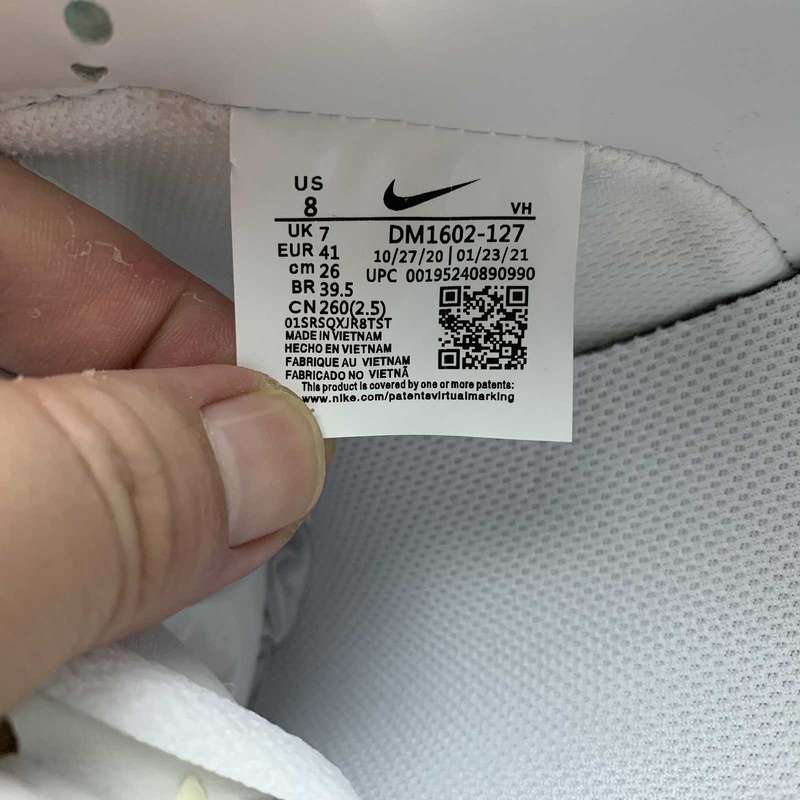 US
8
VH
UK 7
EUR 41
cm 26
BR 39.5
CN 260(2.5)
DM1602-127
10/27/20 | 01/23/21
UPC 00195240890990
01SRSQXJR8TST
MADE IN VIETNAM
HECHO EN VIETNAM
FABRIQUE AU VIETNAM
FABRICADO NO VIETNÃ
This product is covered by one or more patents:
www.nike.com/patentsvirtualmarking